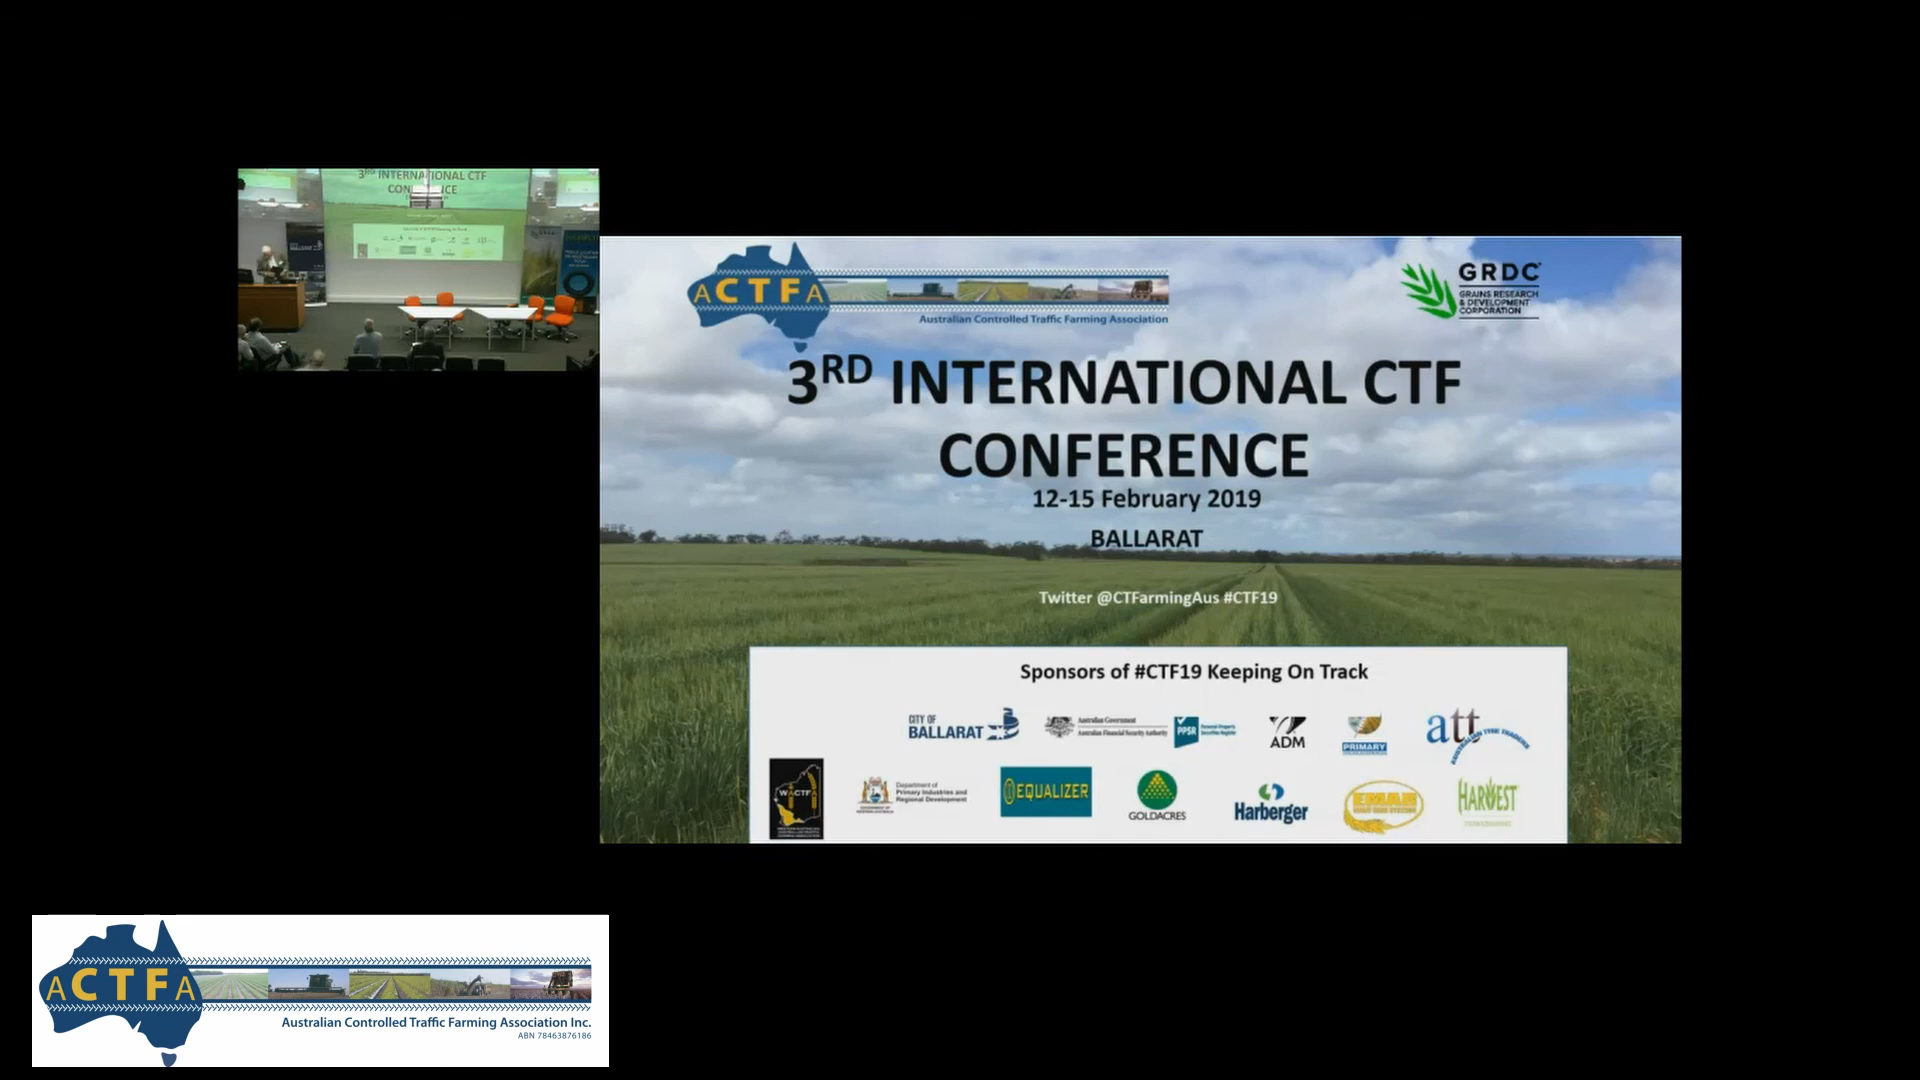 3RD INTERNATIONAL CTF
CONFERENCE
ACTFA
Australian Controlled Traffic Farming Association
GRDC
GRAINS RESEARCH
& DEVELOPMENT
CORPORATION
3RD INTERNATIONAL CTF
CONFERENCE
12-15 February 2019
BALLARAT
Twitter @CTFarmingAus #CTF19
Sponsors of #CTF19 Keeping On Track
CITY OF
BALLARAT
Australian Government
Australian Financial Security Authority
PPSR
Personal Property
Securities Register
ADM
PRIMARY
att
AUSTRALIAN TYRE TRADERS
WACTFA
Department of
Primary Industries and
Regional Development
EQUALIZER
GOLDACRES
Harberger
EMAR
HARVEST
ACTFA
Australian Controlled Traffic Farming Association Inc.
ABN 78463876186